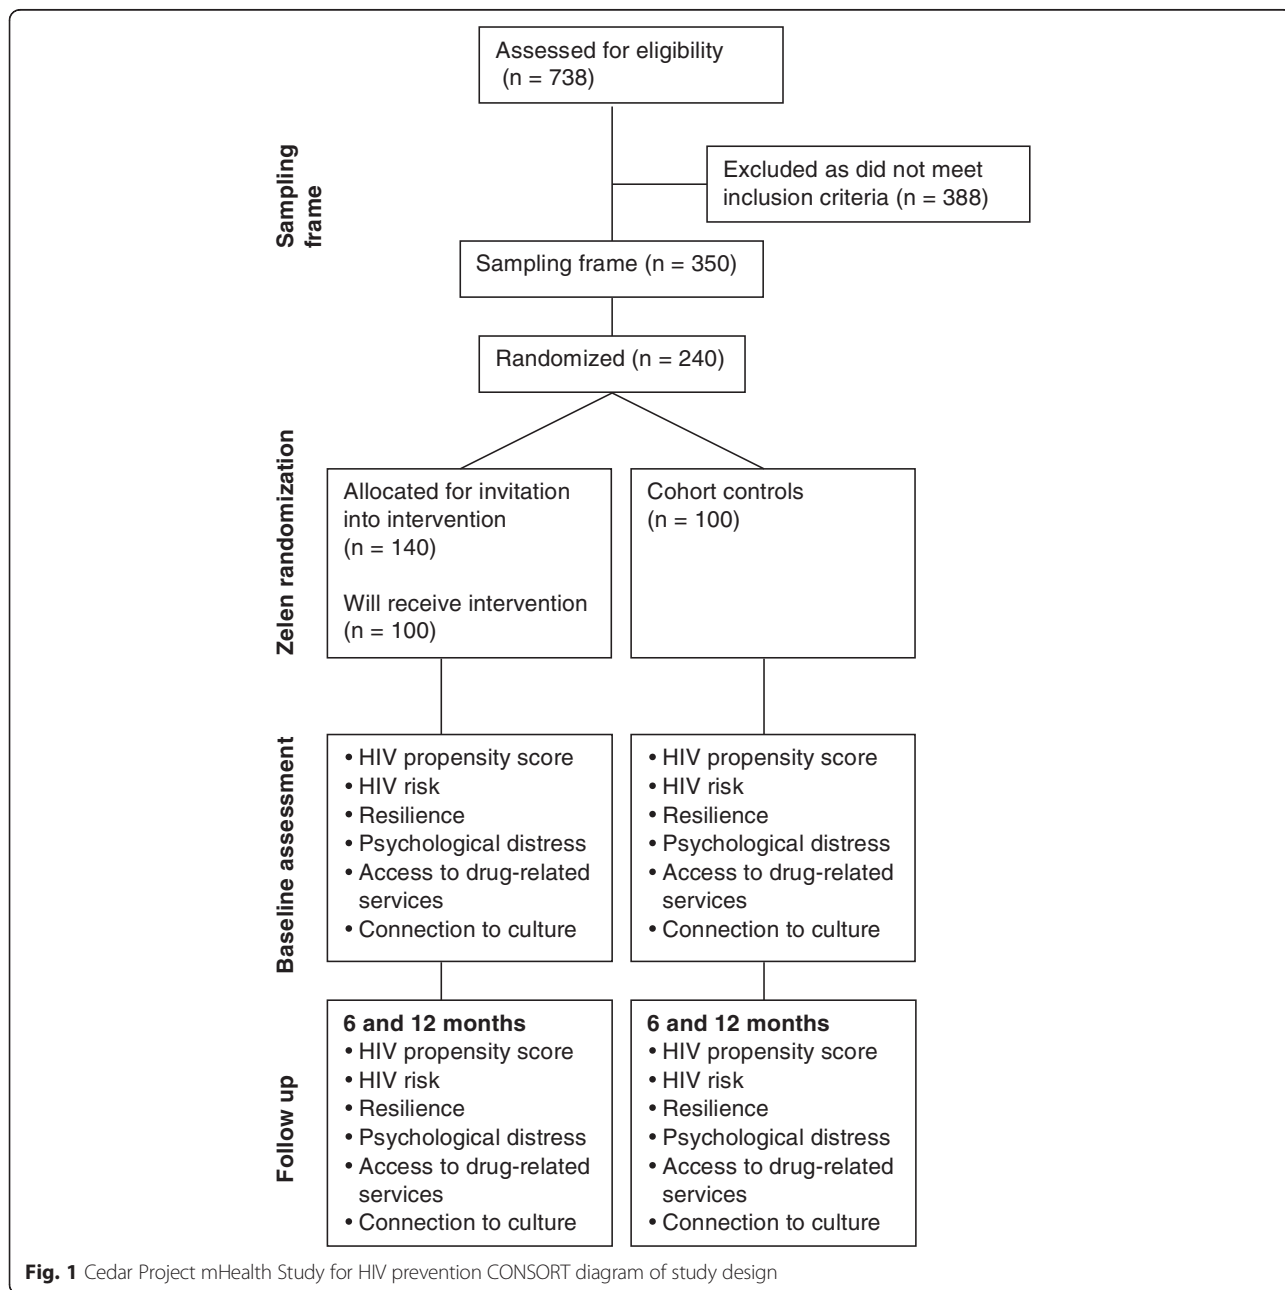 Assessed for eligibility
(n = 738)
Sampling
frame
Excluded as did not meet
inclusion criteria (n = 388)
Sampling frame (n = 350)
Randomized (n = 240)
Zelen randomization
Allocated for invitation
into intervention
(n = 140)
Will receive intervention
(n = 100)
Cohort controls
(n = 100)
Baseline assessment
• HIV propensity score
• HIV risk
• Resilience
• Psychological distress
• Access to drug-related
services
• Connection to culture
• HIV propensity score
• HIV risk
• Resilience
• Psychological distress
• Access to drug-related
services
• Connection to culture
Follow up
6 and 12 months
• HIV propensity score
• HIV risk
• Resilience
• Psychological distress
• Access to drug-related
services
• Connection to culture
6 and 12 months
• HIV propensity score
• HIV risk
• Resilience
• Psychological distress
• Access to drug-related
services
• Connection to culture
Fig. 1 Cedar Project mHealth Study for HIV prevention CONSORT diagram of study design